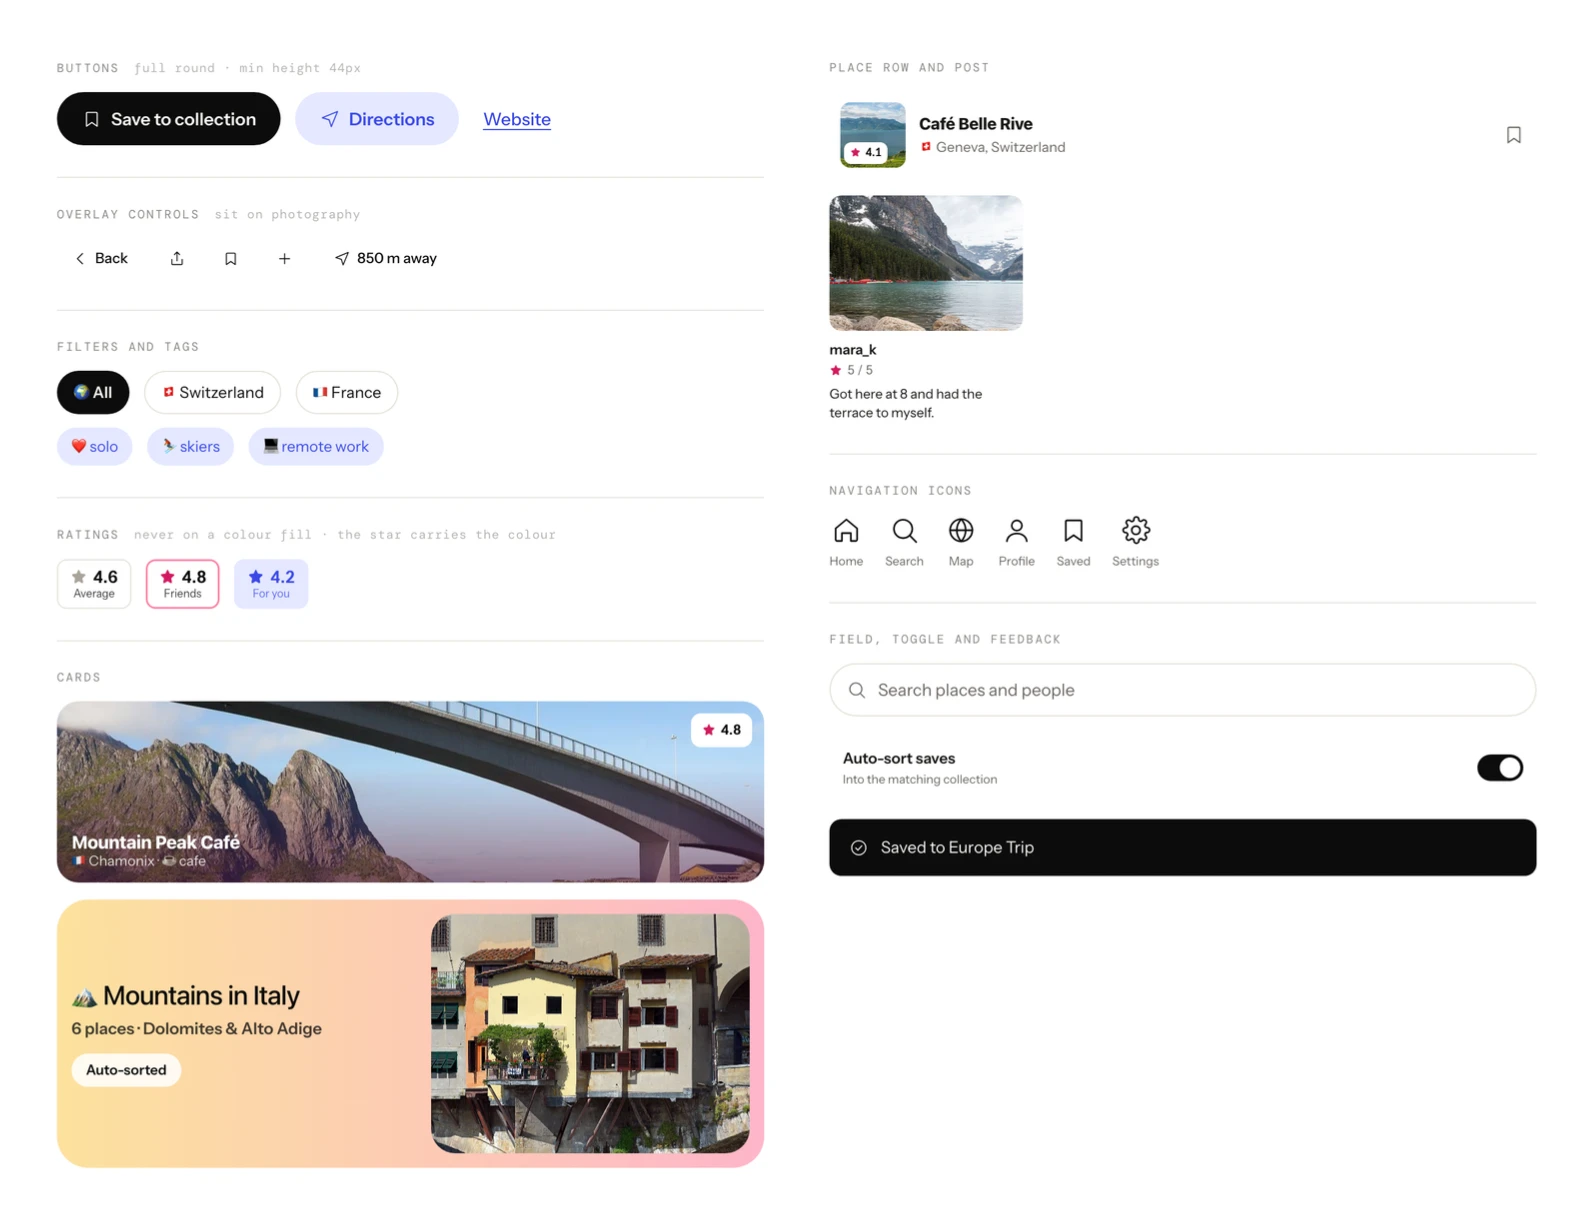 BUTTONS full round · min height 44px
Save to collection
Directions
Website
OVERLAY CONTROLS sit on photography
Back
850 m away
FILTERS AND TAGS
All
Switzerland
France
solo
skiers
remote work
RATINGS never on a colour fill · the star carries the colour
4.6
Average
4.8
Friends
4.2
For you
CARDS
4.8
Mountain Peak Café
Chamonix · cafe
Mountains in Italy
6 places · Dolomites & Alto Adige
Auto-sorted
PLACE ROW AND POST
4.1
Café Belle Rive
Geneva, Switzerland
mara_k
5 / 5
Got here at 8 and had the
terrace to myself.
NAVIGATION ICONS
Home
Search
Map
Profile
Saved
Settings
FIELD, TOGGLE AND FEEDBACK
Search places and people
Auto-sort saves
Into the matching collection
Saved to Europe Trip